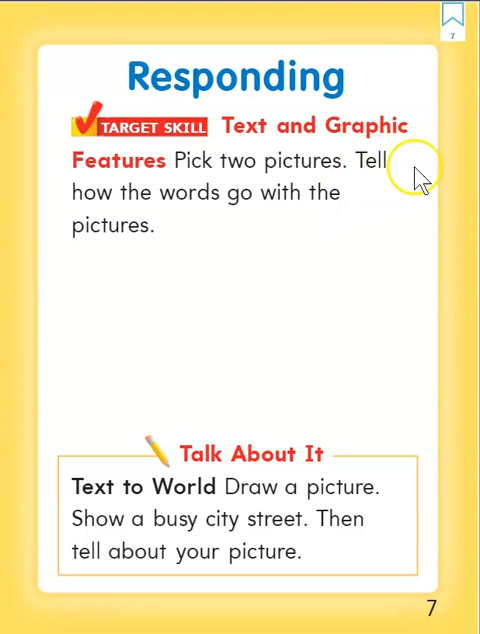 7
Responding
TARGET SKILL Text and Graphic
Features Pick two pictures. Tell
how the words go with the
pictures.
Talk About It
Text to World Draw a picture.
Show a busy city street. Then
tell about your picture.
7